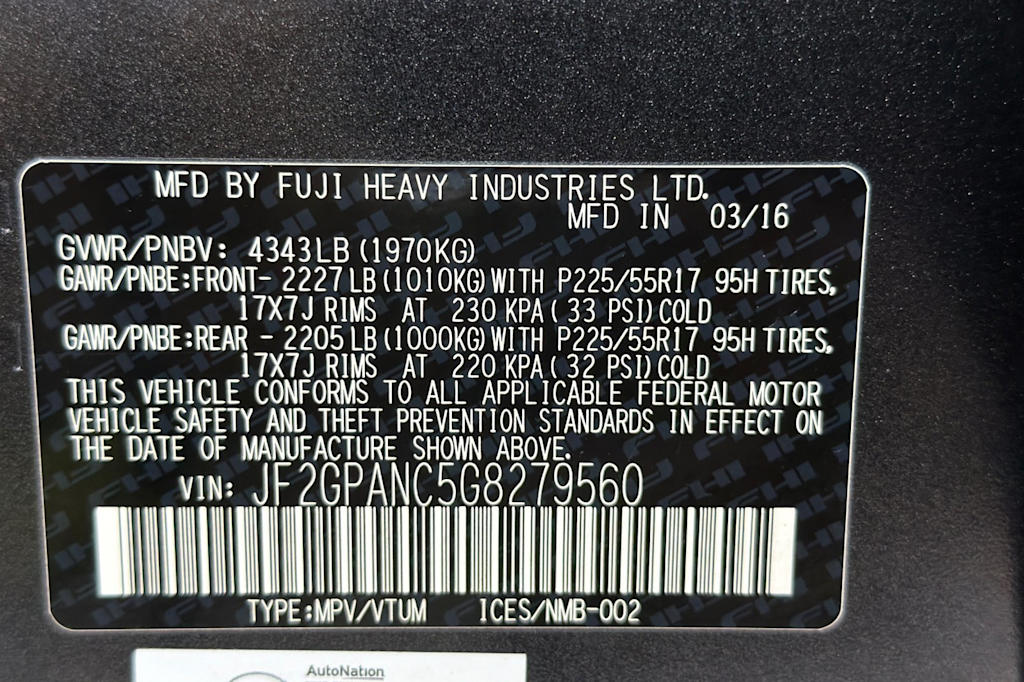 MFD BY FUJI HEAVY INDUSTRIES LTD.
MFD IN 03/16
GVWR/PNBV: 4343LB (1970KG)
GAWR/PNBE:FRONT- 2227 LB (1010KG) WITH P225/55R17 95H TIRES,
17X7J RIMS AT 230 KPA ( 33 PSI) COLD
GAWR/PNBE:REAR - 2205 LB (1000KG) WITH P225/55R17 95H TIRES,
17X7J RIMS AT 220 KPA ( 32 PSI) COLD
THIS VEHICLE CONFORMS TO ALL APPLICABLE FEDERAL MOTOR
VEHICLE SAFETY AND THEFT PREVENTION STANDARDS IN EFFECT ON
THE DATE OF MANUFACTURE SHOWN ABOVE.
VIN: JF2GPANC5G8279560
TYPE:MPV/VTUM ICES/NMB-002
AutoNation